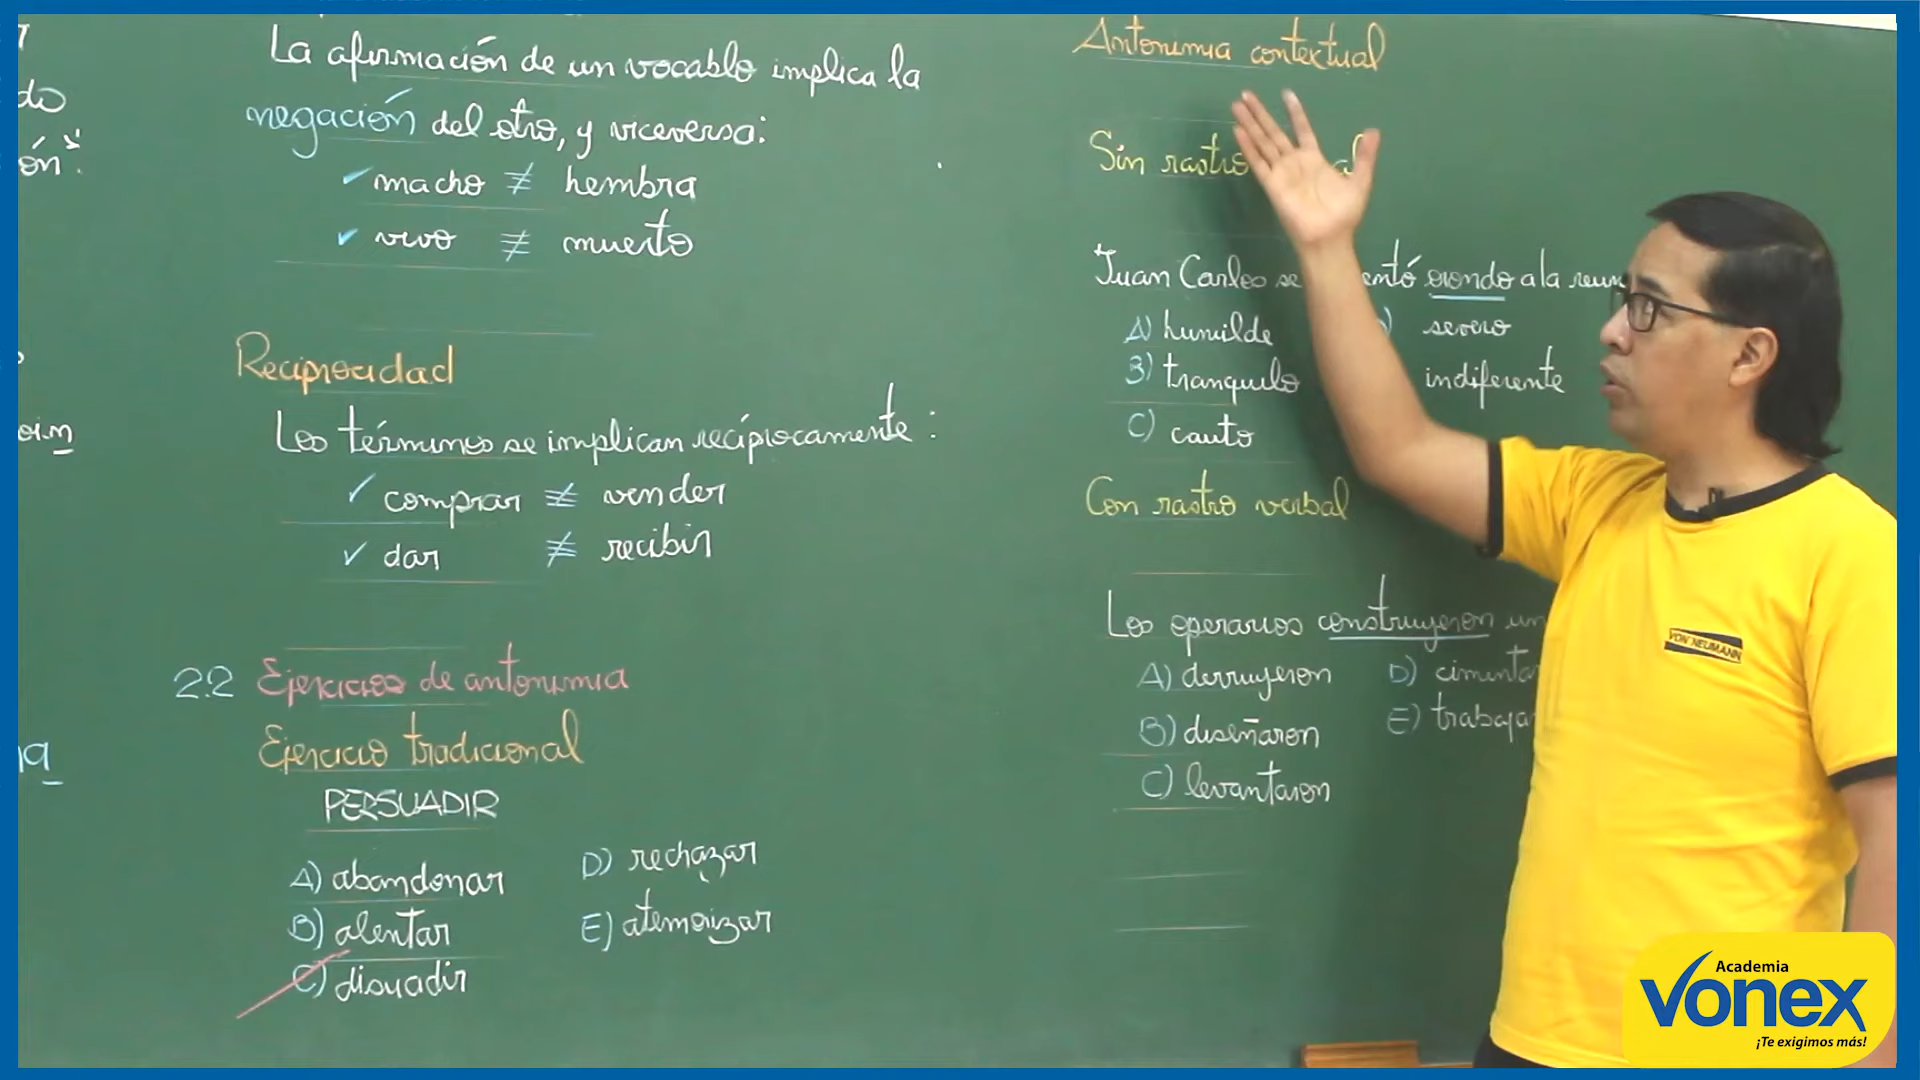 do
ón".
La afirmación de un vocablo implica la
negación del otro, y viceversa:
✓ macho ≢ hembra
✓ vivo ≢ muerto
Reciprocidad
Los términos se implican recíprocamente:
✓ comprar ≢ vender
✓ dar ≢ recibir
2.2 Ejercicios de antonimia
Ejercicio tradicional
PERSUADIR
A) abandonar
B) alentar
C) disuadir
D) rechazar
E) atemorizar
Antonimia contextual
Sin rastro
Juan Carlos se orondo a la
A) humilde
B) tranquilo
C) cauto
severo
indiferente
Con rastro verbal
Los operarios construyeron un
A) derruyeron
B) diseñaron
C) levantaron
D) cimenta
E) trabaja
VON NEUMANN
Academia
Vonex
¡Te exigimos más!